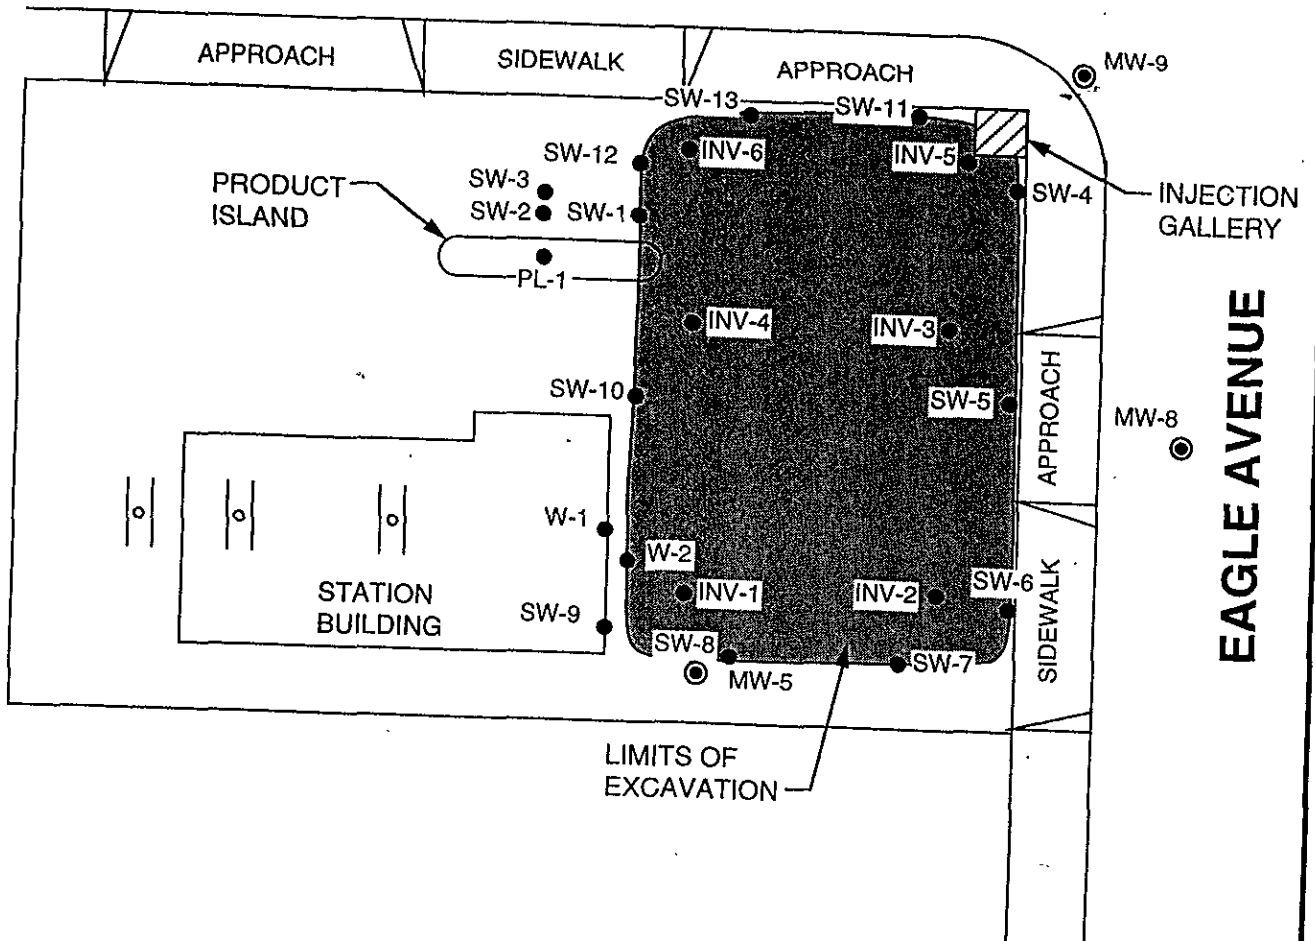 APPROACH
SIDEWALK
APPROACH
MW-9
SW-13
SW-11
SW-12
INV-6
INV-5
SW-3
SW-4
PRODUCT
ISLAND
SW-2
SW-1
INJECTION
GALLERY
PL-1
INV-4
INV-3
SW-10
SW-5
APPROACH
MW-8
EAGLE AVENUE
W-1
W-2
SW-6
STATION
BUILDING
INV-1
INV-2
SW-9
SIDEWALK
SW-8
SW-7
MW-5
LIMITS OF
EXCAVATION